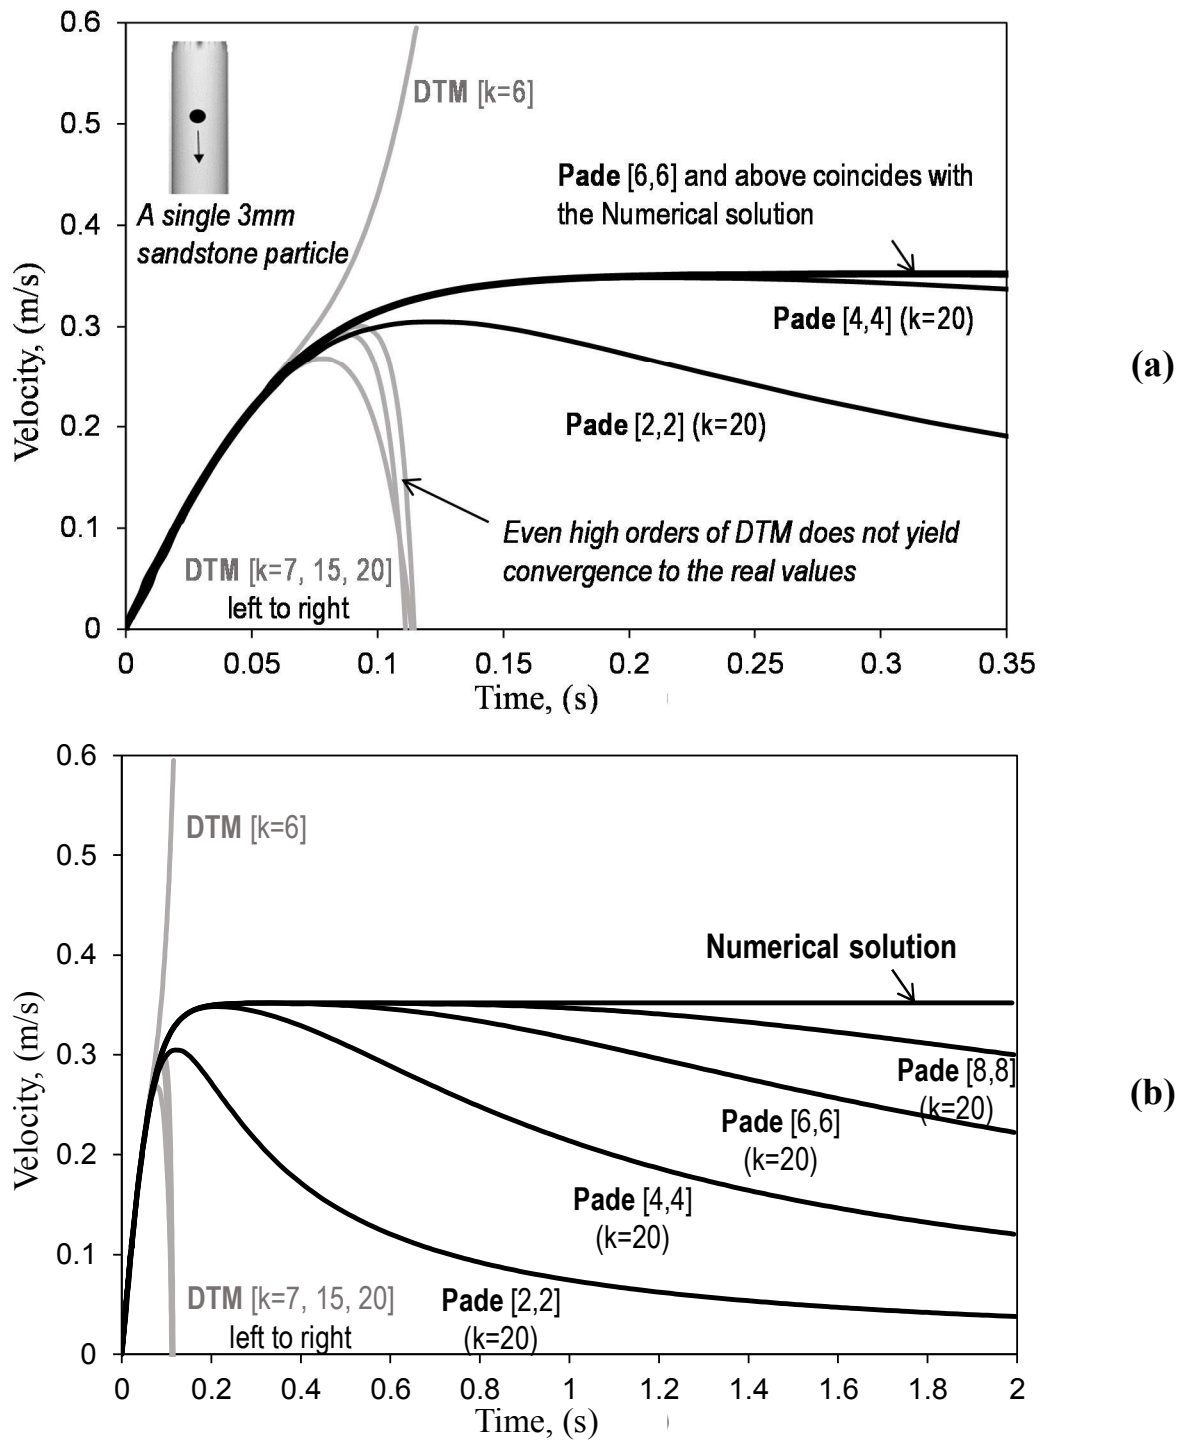 0.6
DTM [k=6]
0.5
Pade [6,6] and above coincides with
the Numerical solution
0.4
A single 3mm
sandstone particle
Velocity, (m/s)
0.3
Pade [4,4] (k=20)
(a)
0.2
Pade [2,2] (k=20)
0.1
Even high orders of DTM does not yield
convergence to the real values
DTM [k=7, 15, 20]
left to right
0
0 0.05 0.1 0.15 0.2 0.25 0.3 0.35
Time, (s)
0.6
DTM [k=6]
0.5
0.4
Numerical solution
Velocity, (m/s)
0.3
Pade [8,8]
(k=20)
(b)
Pade [6,6]
(k=20)
0.2
Pade [4,4]
(k=20)
0.1
DTM [k=7, 15, 20]
left to right
Pade [2,2]
(k=20)
0
0 0.2 0.4 0.6 0.8 1 1.2 1.4 1.6 1.8 2
Time, (s)